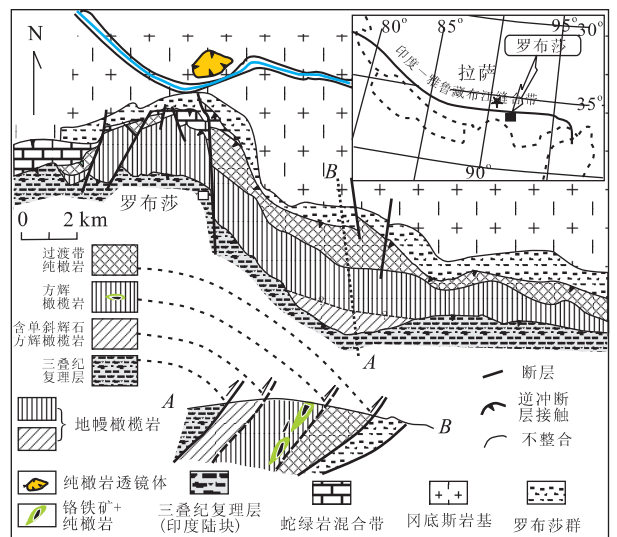 N
80°
85°
95°
30°
罗布莎
拉萨
印度—雅鲁藏布江缝合带
35°
90°
B
罗布莎
0 2 km
过渡带
纯橄岩
方辉
橄榄岩
含单斜辉石
方辉橄榄岩
三叠纪
复理层
A
A
B
断层
逆冲断
层接触
不整合
地幔橄榄岩
纯橄岩透镜体
铬铁矿+
纯橄岩
三叠纪复理层
(印度陆块)
蛇绿岩混合带
冈底斯岩基
罗布莎群